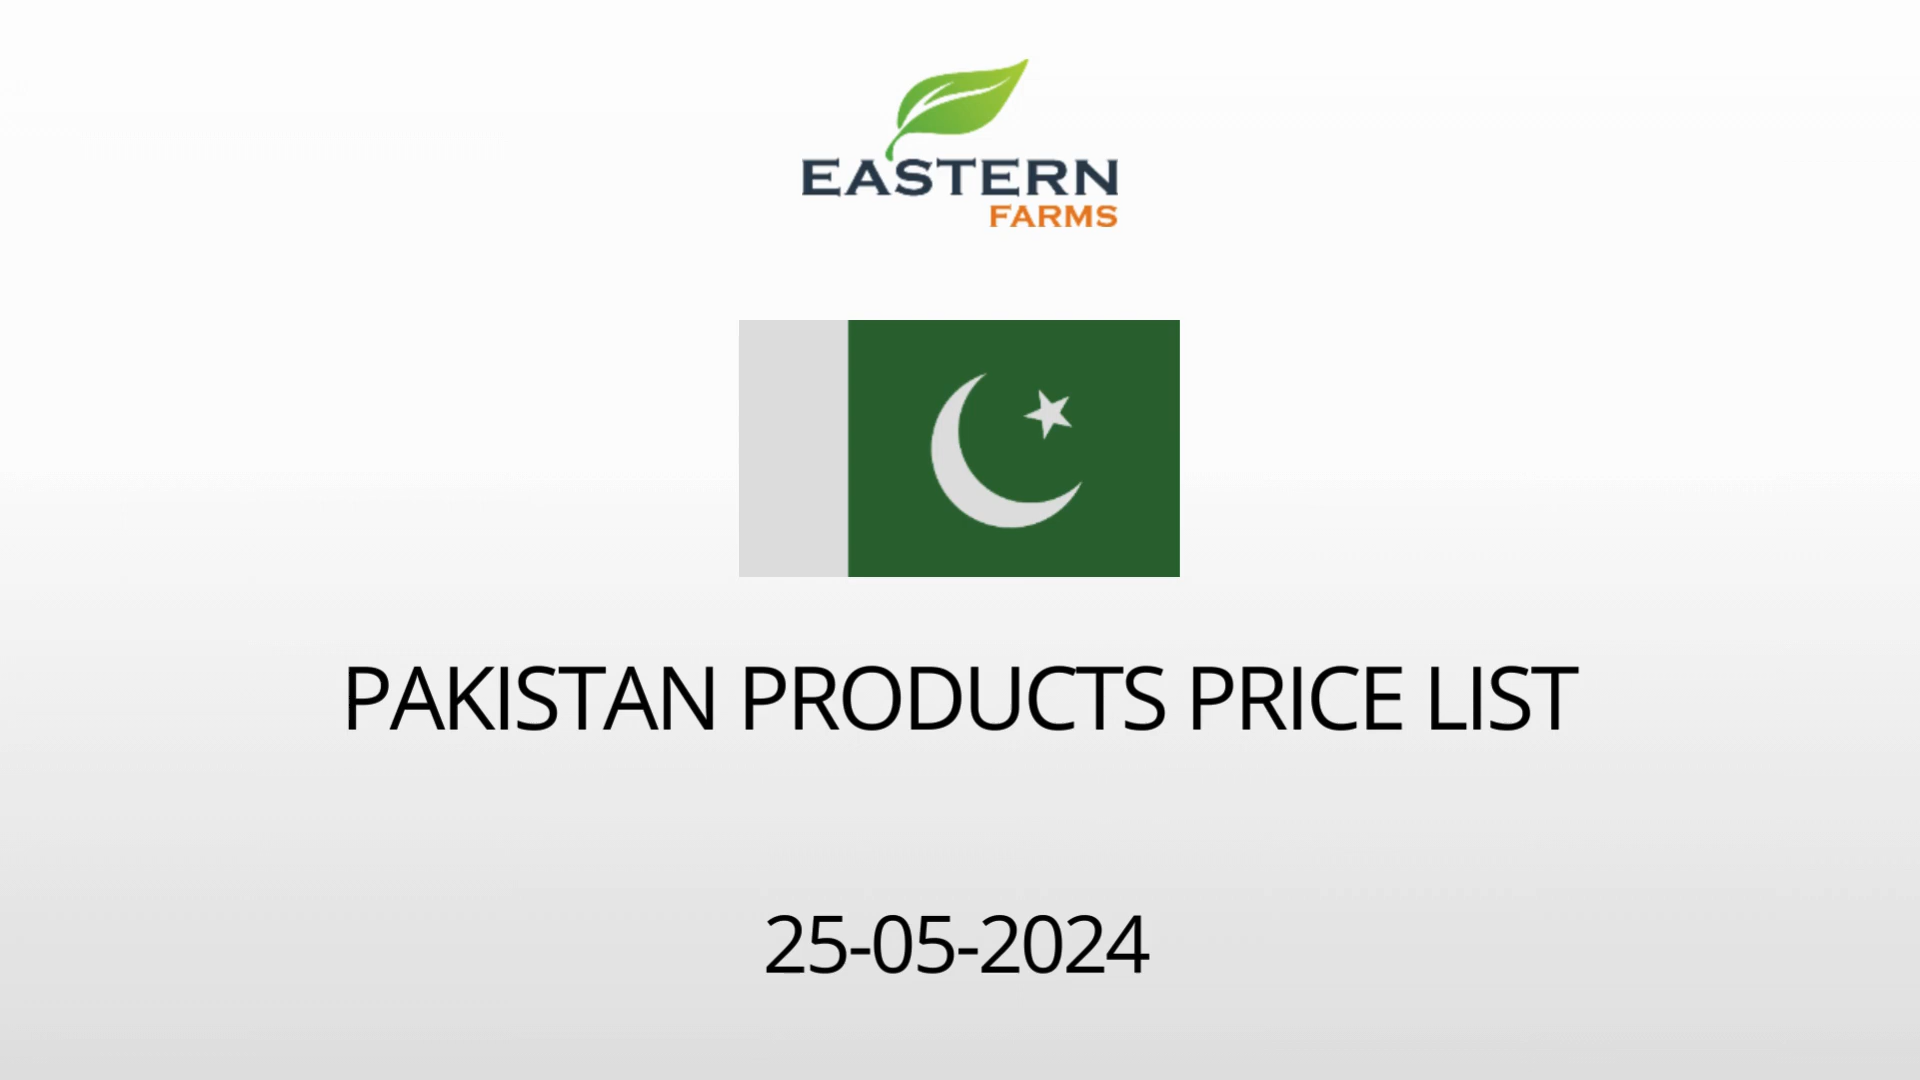 EASTERN
FARMS
PAKISTAN PRODUCTS PRICE LIST
25-05-2024